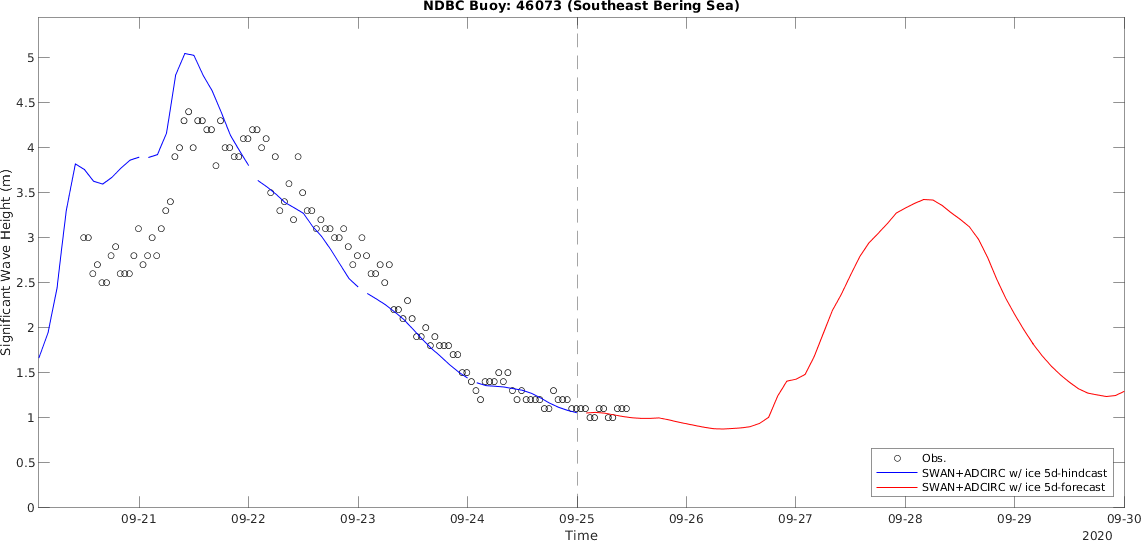 NDBC Buoy: 46073 (Southeast Bering Sea)
Significant Wave Height (m)
5
4.5
4
3.5
3
2.5
2
1.5
1
0.5
0
09-21 09-22 09-23 09-24 09-25 09-26 09-27 09-28 09-29 09-30
Time
2020
Obs.
SWAN+ADCIRC w/ ice 5d-hindcast
SWAN+ADCIRC w/ ice 5d-forecast